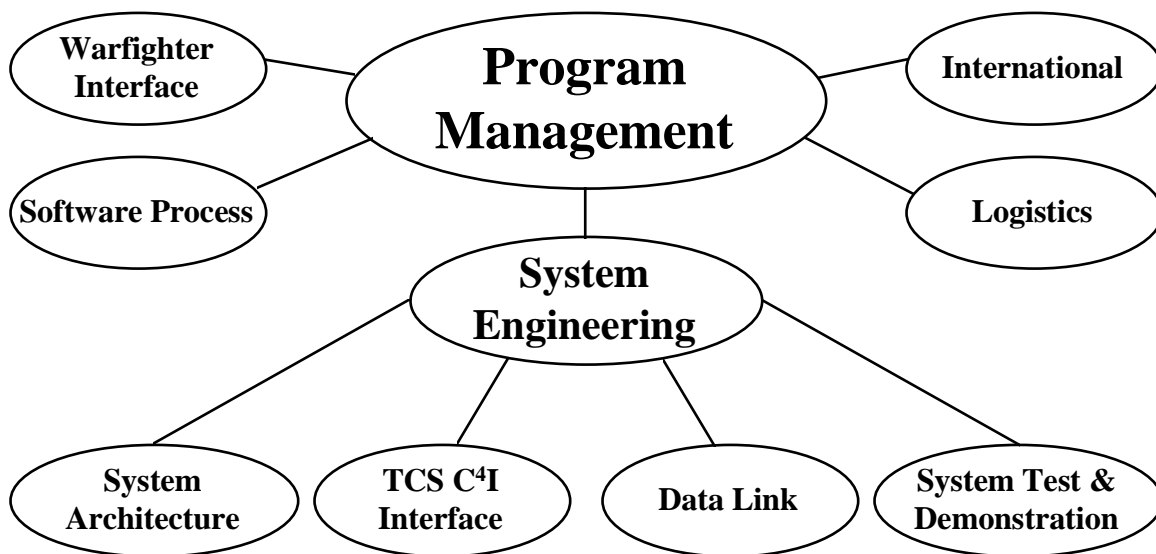 Warfighter
Interface
Program
Management
International
Software Process
Logistics
System
Engineering
System
Architecture
TCS C⁴I
Interface
Data Link
System Test &
Demonstration